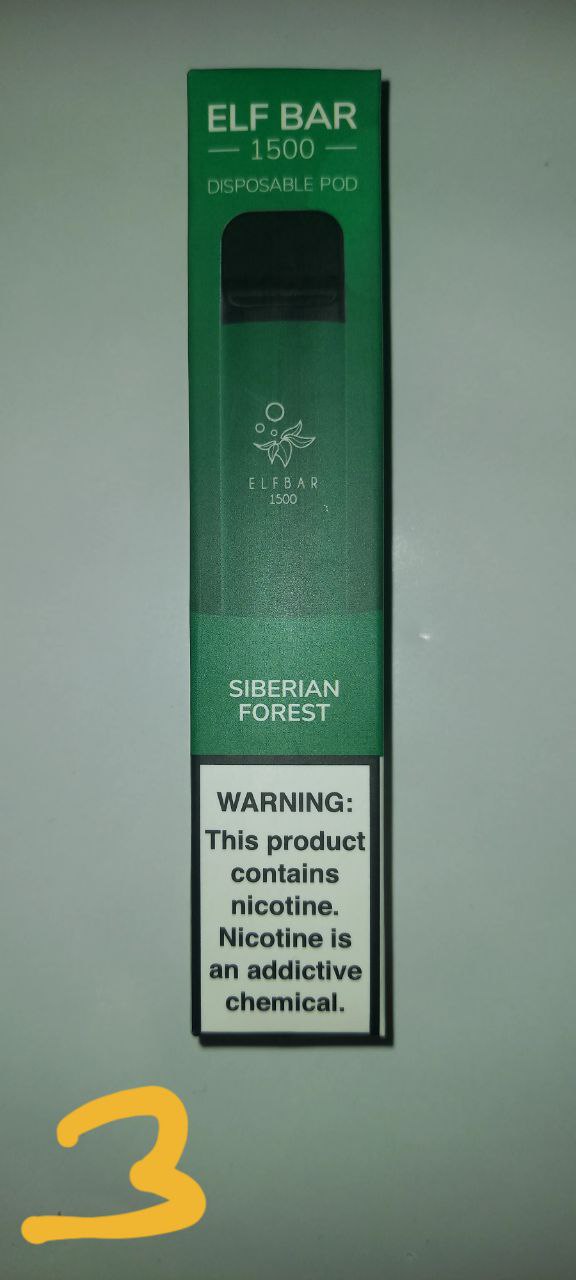 ELF BAR
1500
DISPOSABLE POD
ELFBAR
1500
SIBERIAN
FOREST
WARNING:
This product
contains
nicotine.
Nicotine is
an addictive
chemical.
3